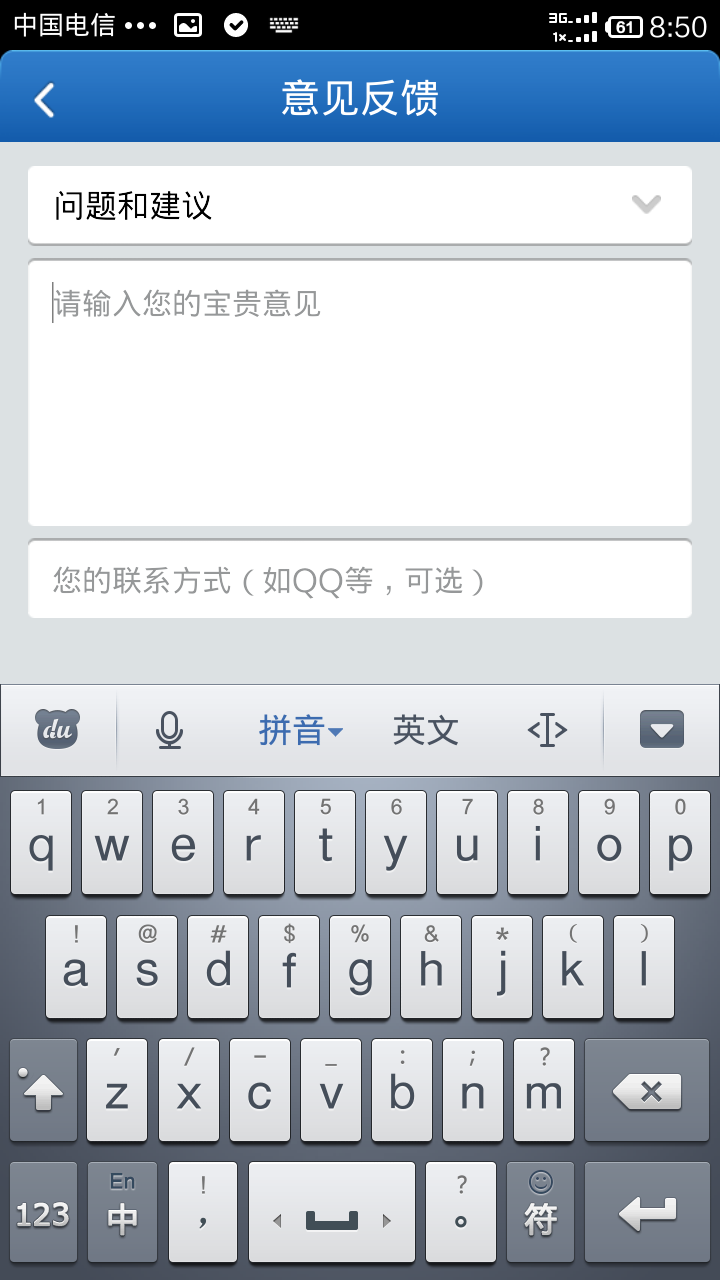 中国电信 ••• 3G 1x 61 8:50
意见反馈
问题和建议
请输入您的宝贵意见
您的联系方式（如QQ等，可选）
du 拼音 英文
1 2 3 4 5 6 7 8 9 0
q w e r t y u i o p
! @ # $ % & * ( )
a s d f g h j k l
′ / – _ : ; ?
z x c v b n m
En ! ?
123 中 ， 。 符